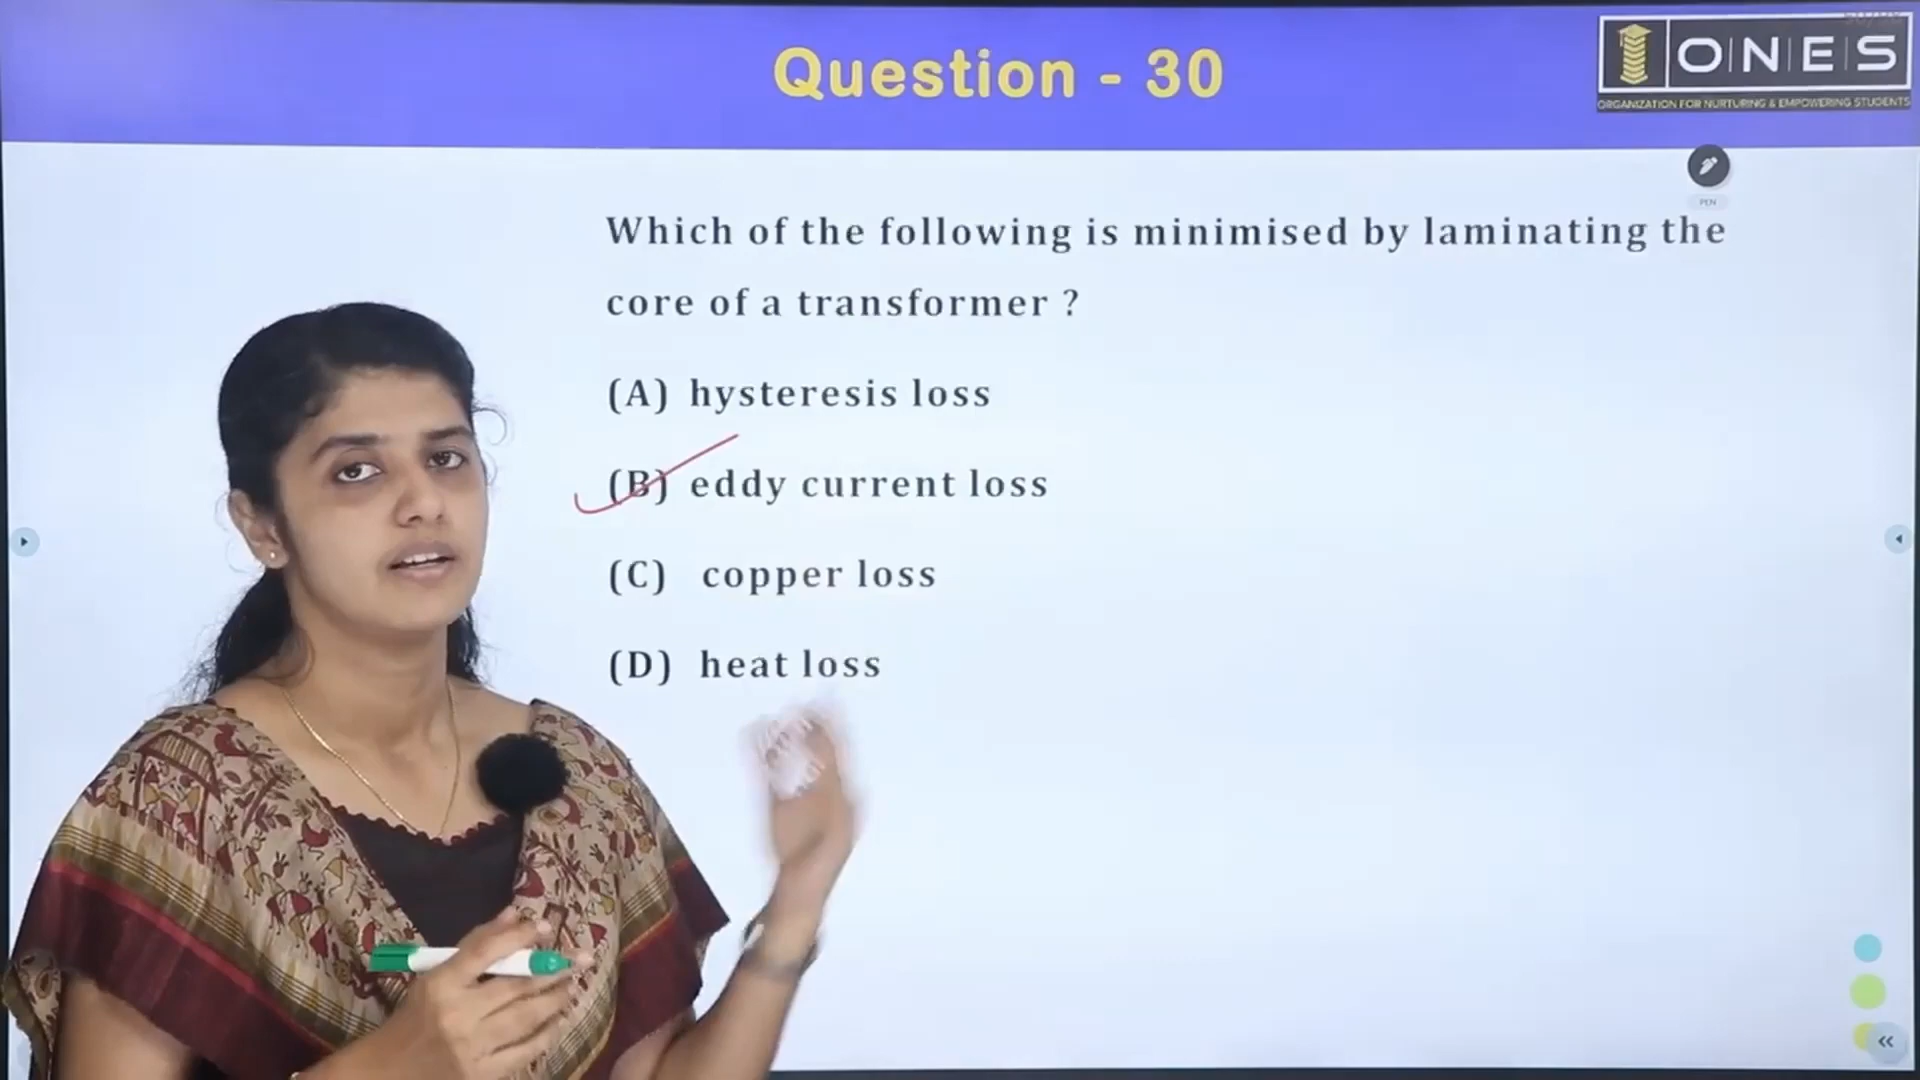 Question - 30
ONES
ORGANIZATION FOR NURTURING & EMPOWERING STUDENTS
PEN
Which of the following is minimised by laminating the
core of a transformer ?
(A) hysteresis loss
(B) eddy current loss
(C) copper loss
(D) heat loss